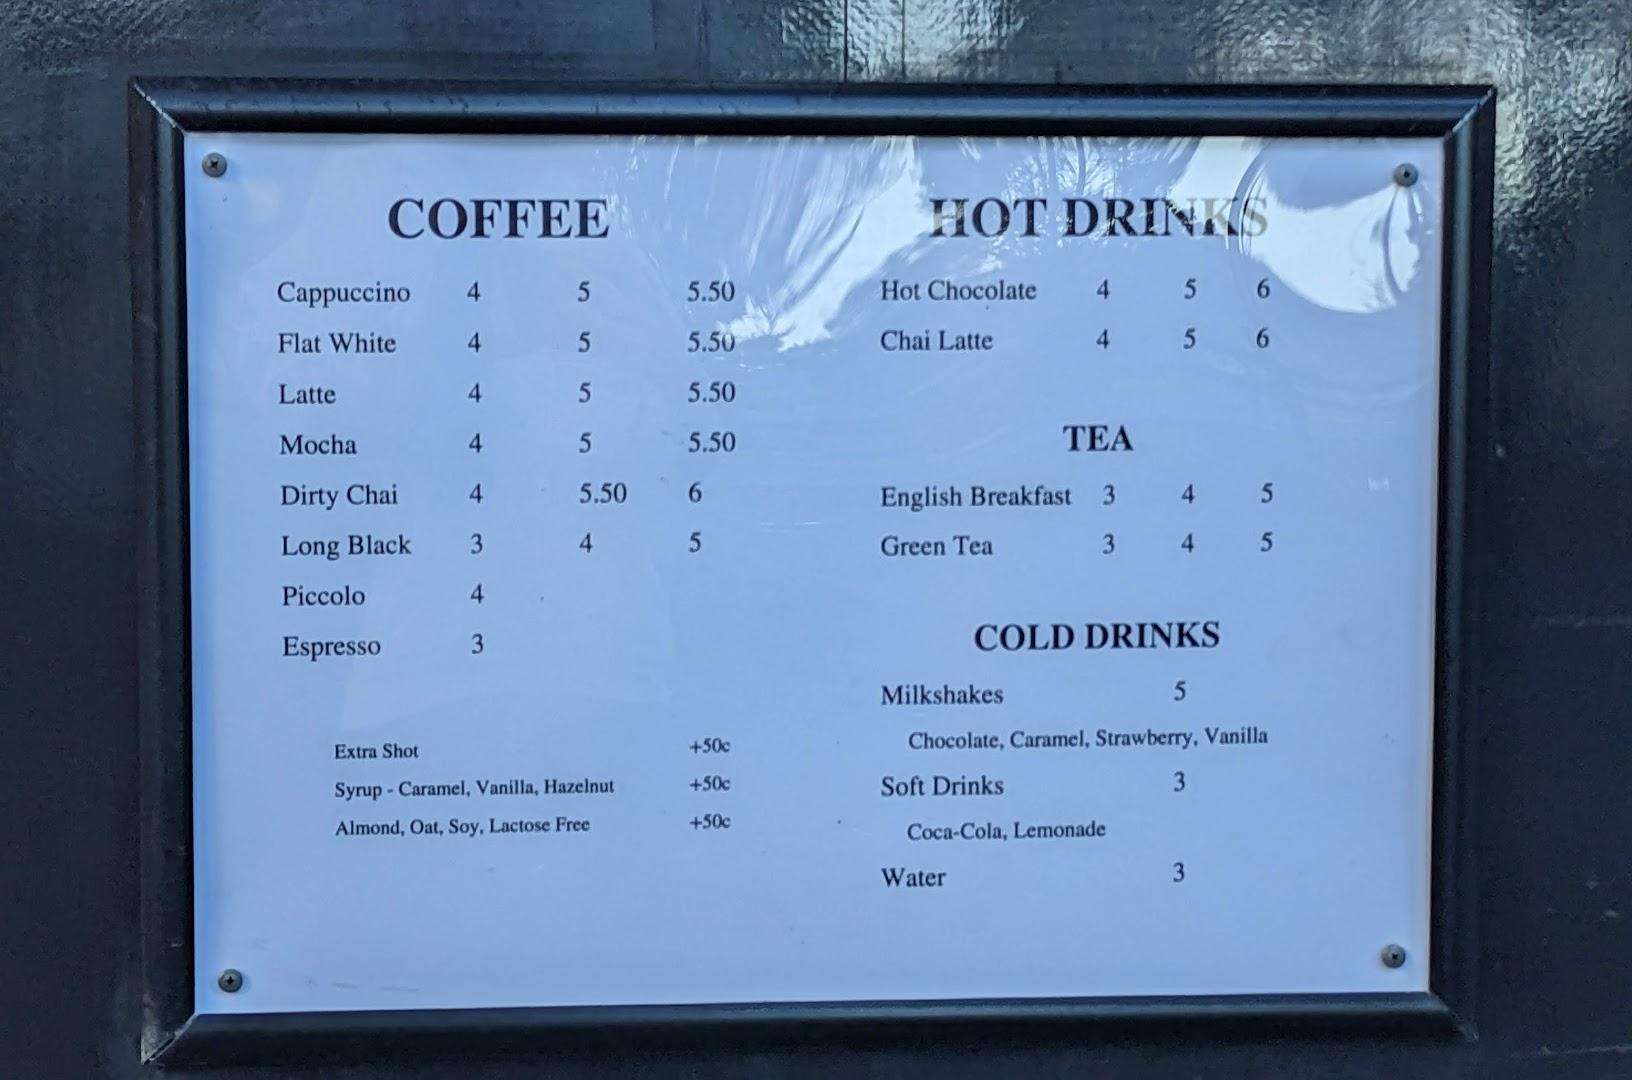 COFFEE
Cappuccino 4 5 5.50
Flat White 4 5 5.50
Latte 4 5 5.50
Mocha 4 5 5.50
Dirty Chai 4 5.50 6
Long Black 3 4 5
Piccolo 4
Espresso 3
Extra Shot +50c
Syrup - Caramel, Vanilla, Hazelnut +50c
Almond, Oat, Soy, Lactose Free +50c
HOT DRINKS
Hot Chocolate 4 5 6
Chai Latte 4 5 6
TEA
English Breakfast 3 4 5
Green Tea 3 4 5
COLD DRINKS
Milkshakes 5
Chocolate, Caramel, Strawberry, Vanilla
Soft Drinks 3
Coca-Cola, Lemonade
Water 3